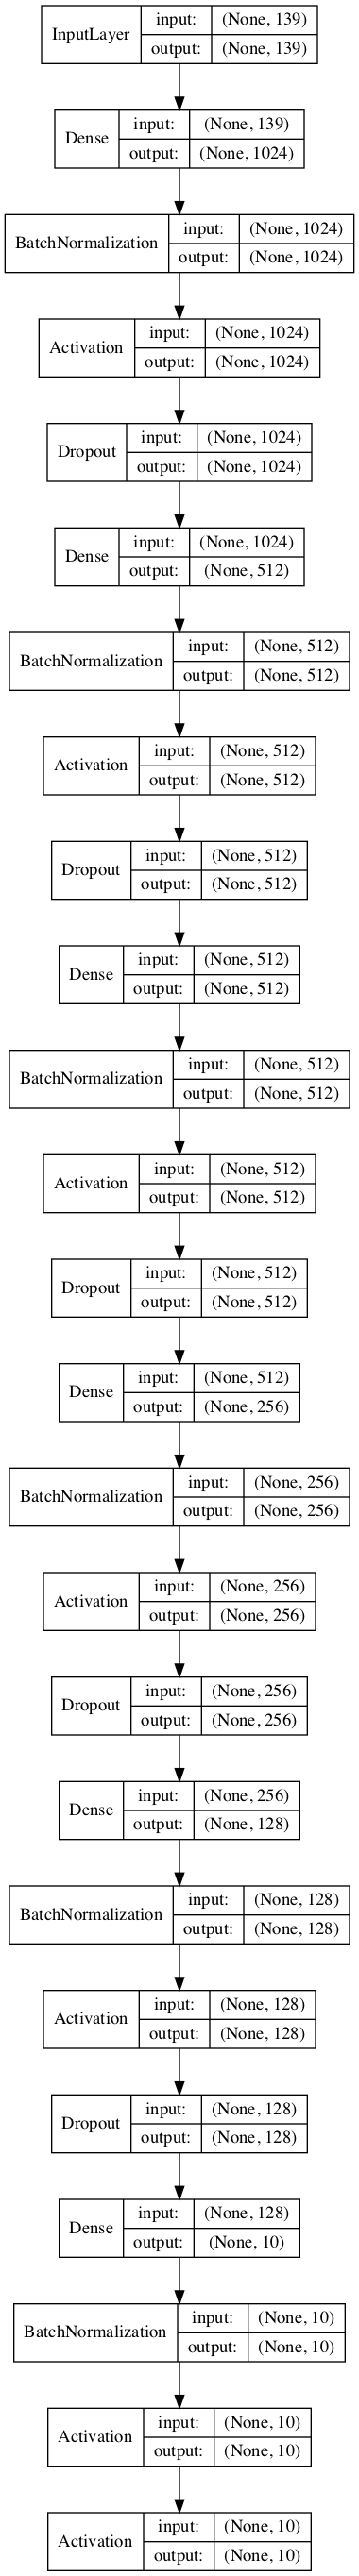 InputLayer input: (None, 139)
output: (None, 139)
Dense input: (None, 139)
output: (None, 1024)
BatchNormalization input: (None, 1024)
output: (None, 1024)
Activation input: (None, 1024)
output: (None, 1024)
Dropout input: (None, 1024)
output: (None, 1024)
Dense input: (None, 1024)
output: (None, 512)
BatchNormalization input: (None, 512)
output: (None, 512)
Activation input: (None, 512)
output: (None, 512)
Dropout input: (None, 512)
output: (None, 512)
Dense input: (None, 512)
output: (None, 512)
BatchNormalization input: (None, 512)
output: (None, 512)
Activation input: (None, 512)
output: (None, 512)
Dropout input: (None, 512)
output: (None, 512)
Dense input: (None, 512)
output: (None, 256)
BatchNormalization input: (None, 256)
output: (None, 256)
Activation input: (None, 256)
output: (None, 256)
Dropout input: (None, 256)
output: (None, 256)
Dense input: (None, 256)
output: (None, 128)
BatchNormalization input: (None, 128)
output: (None, 128)
Activation input: (None, 128)
output: (None, 128)
Dropout input: (None, 128)
output: (None, 128)
Dense input: (None, 128)
output: (None, 10)
BatchNormalization input: (None, 10)
output: (None, 10)
Activation input: (None, 10)
output: (None, 10)
Activation input: (None, 10)
output: (None, 10)